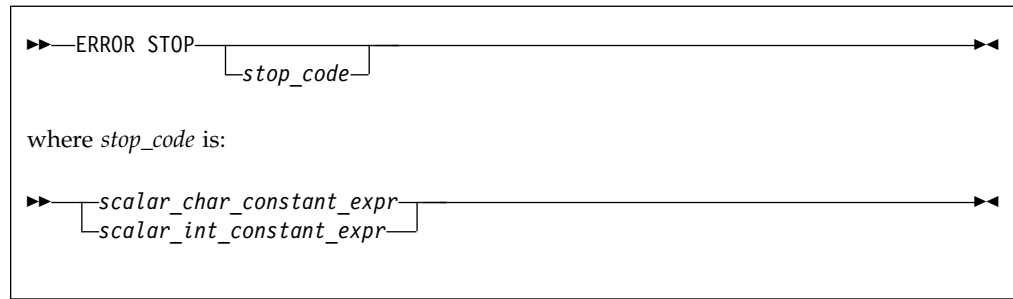 ERROR STOP
stop_code
where stop_code is:
scalar_char_constant_expr
scalar_int_constant_expr